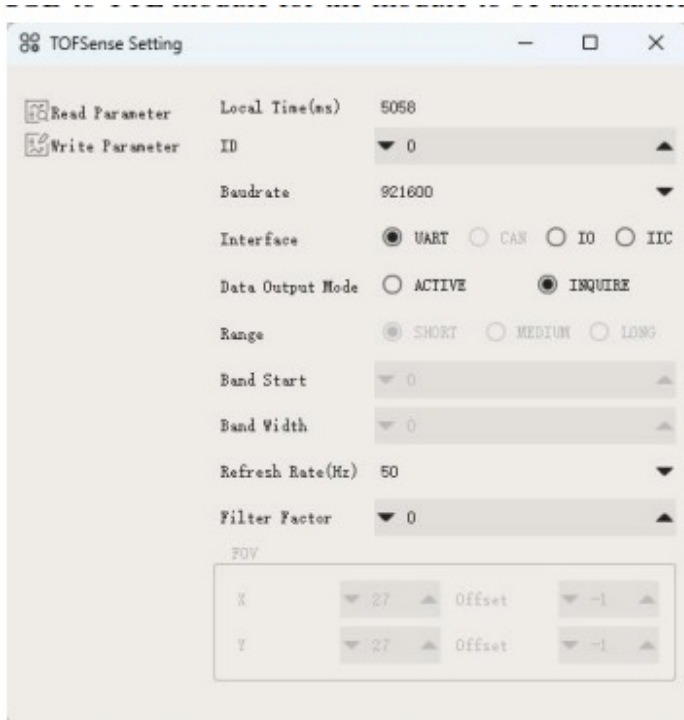 TOFSense Setting
Read Parameter
Write Parameter
Local Time(ms) 5058
ID 0
Baudrate 921600
Interface UART CAN IO IIC
Data Output Mode ACTIVE INQUIRE
Range SHORT MEDIUM LONG
Band Start 0
Band Width 0
Refresh Rate(Hz) 50
Filter Factor 0
FOV
X 27 Offset -1
Y 27 Offset -1